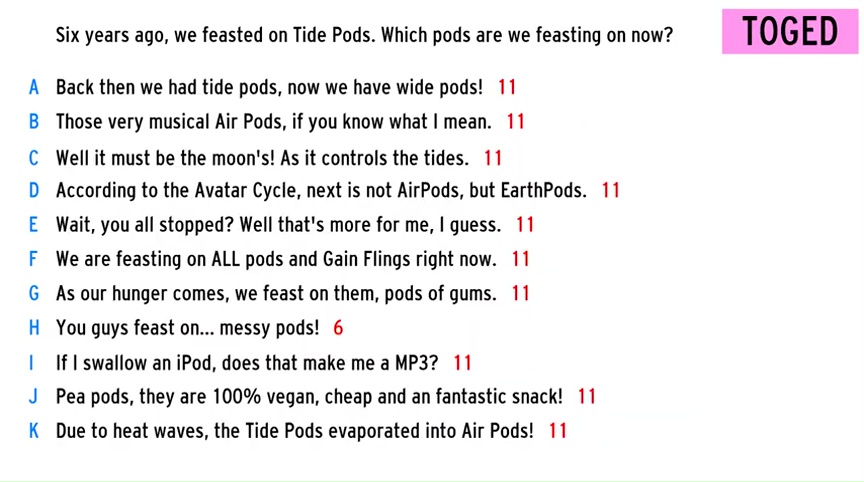 Six years ago, we feasted on Tide Pods. Which pods are we feasting on now?
TOGED
A Back then we had tide pods, now we have wide pods! 11
B Those very musical Air Pods, if you know what I mean. 11
C Well it must be the moon's! As it controls the tides. 11
D According to the Avatar Cycle, next is not AirPods, but EarthPods. 11
E Wait, you all stopped? Well that's more for me, I guess. 11
F We are feasting on ALL pods and Gain Flings right now. 11
G As our hunger comes, we feast on them, pods of gums. 11
H You guys feast on... messy pods! 6
I If I swallow an iPod, does that make me a MP3? 11
J Pea pods, they are 100% vegan, cheap and an fantastic snack! 11
K Due to heat waves, the Tide Pods evaporated into Air Pods! 11